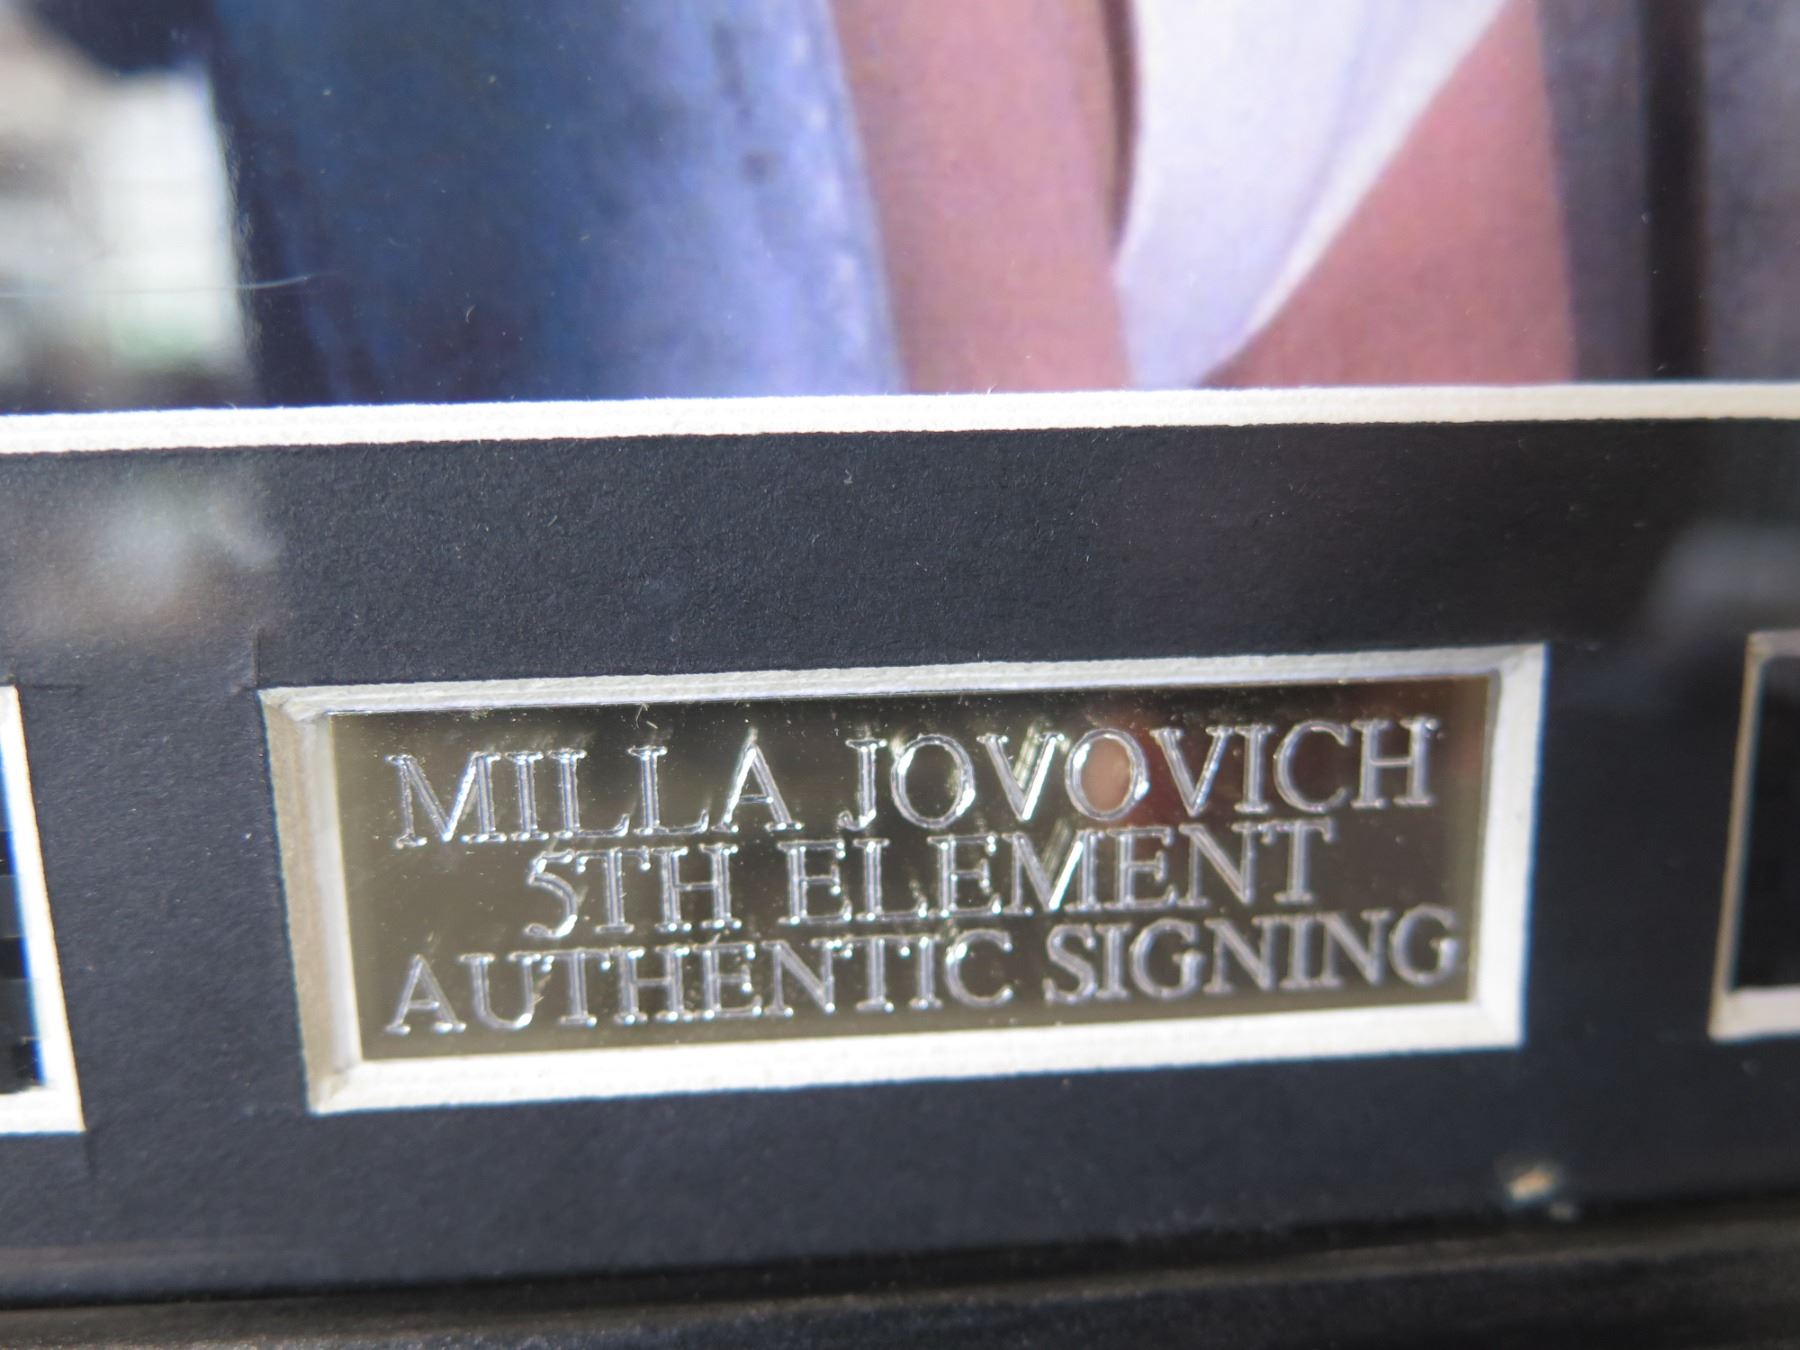 MILLA JOVOVICH
5TH ELEMENT
AUTHENTIC SIGNING